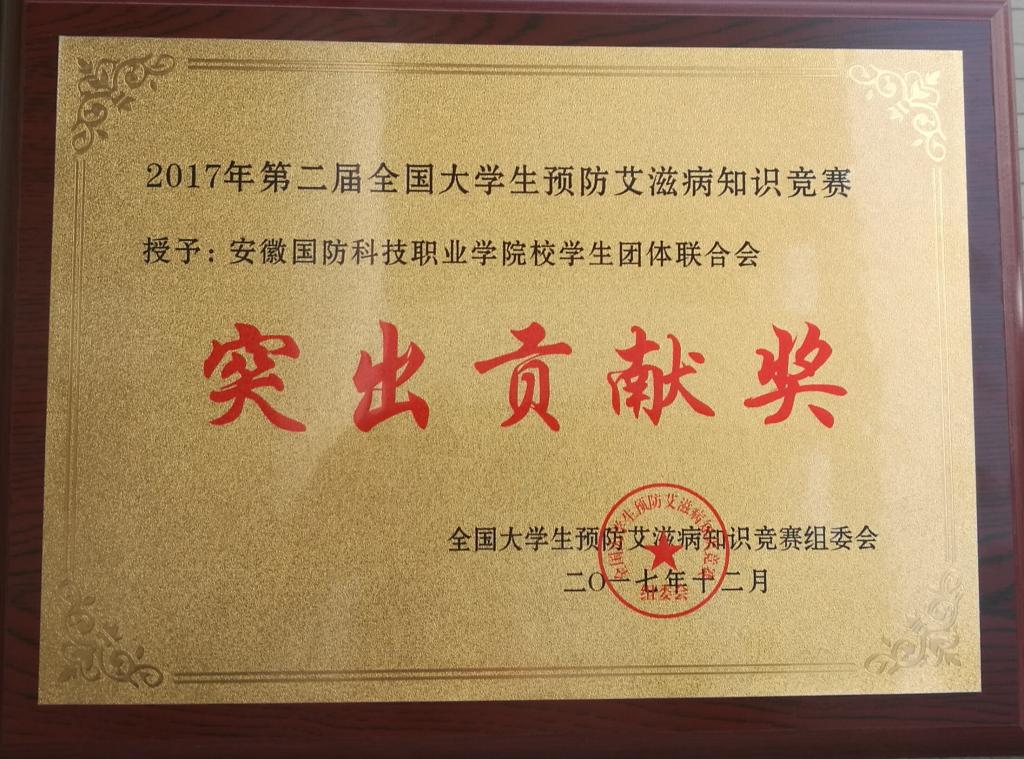 2017年第二届全国大学生预防艾滋病知识竞赛
授予：安徽国防科技职业学院校学生团体联合会
突出贡献奖
全国大学生预防艾滋病知识竞赛组委会
二〇一七年十二月
组委会